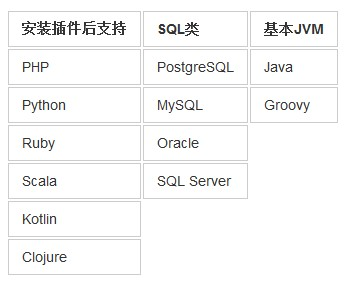 安装插件后支持 SQL类 基本JVM
PHP PostgreSQL Java
Python MySQL Groovy
Ruby Oracle
Scala SQL Server
Kotlin
Clojure